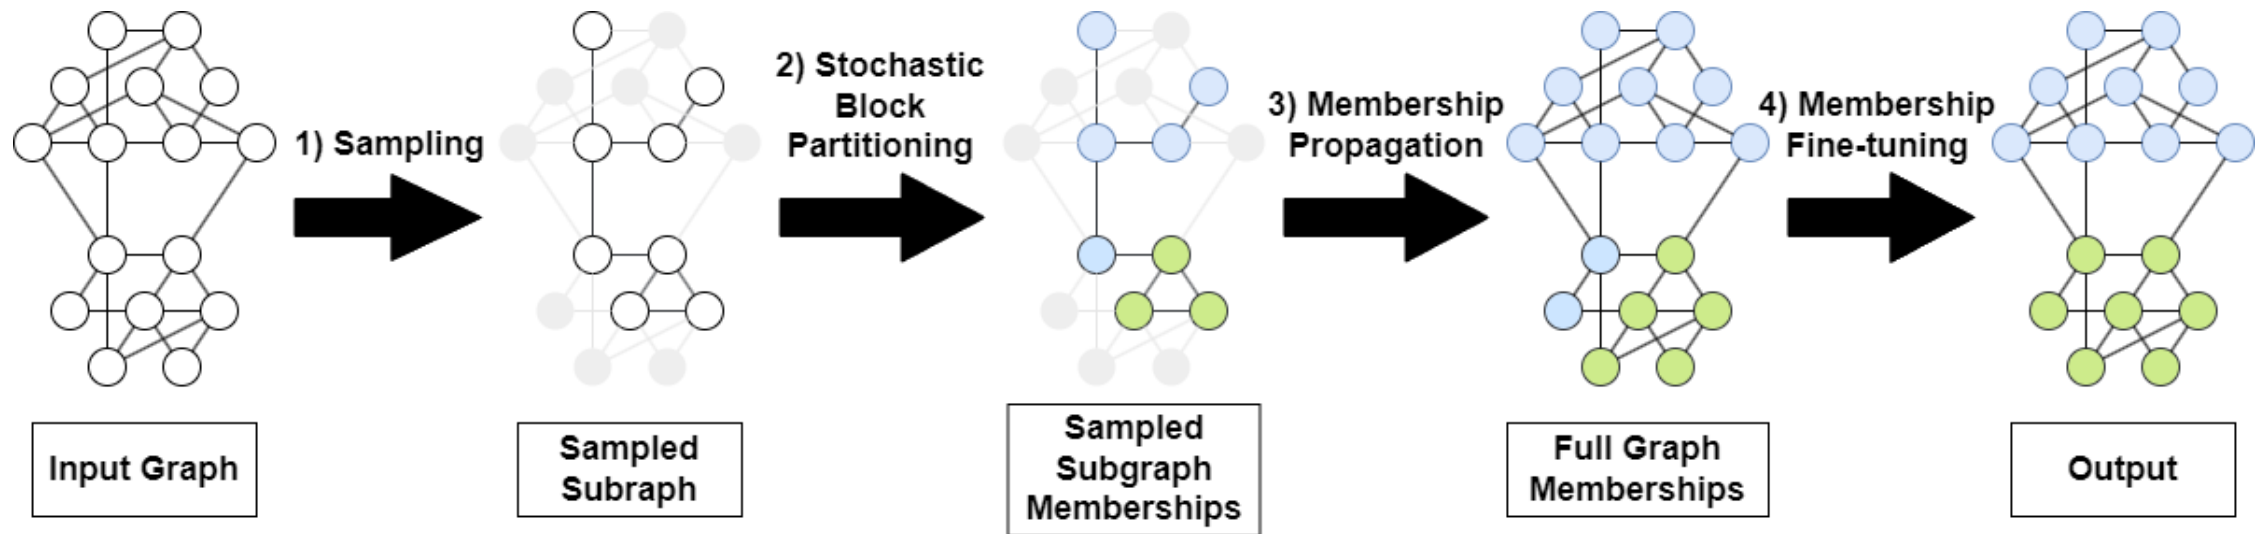 1) Sampling
2) Stochastic
Block
Partitioning
3) Membership
Propagation
4) Membership
Fine-tuning
Input Graph
Sampled
Subraph
Sampled
Subgraph
Memberships
Full Graph
Memberships
Output